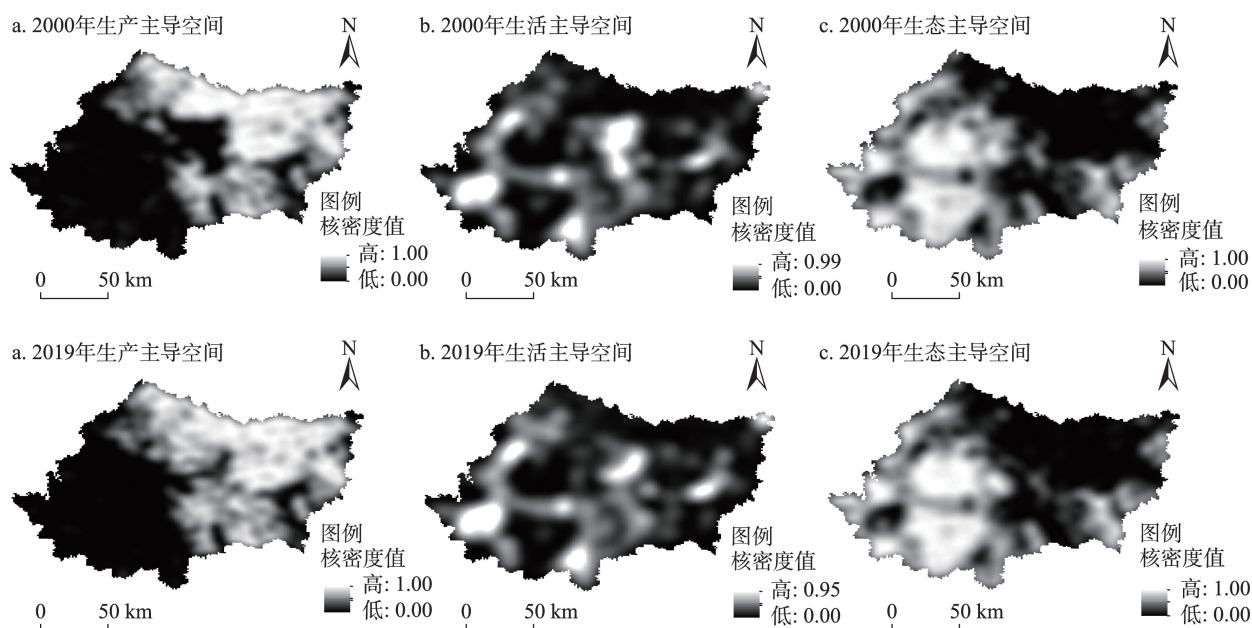 a. 2000年生产主导空间
N
图例
核密度值
高: 1.00
低: 0.00
0 50 km
b. 2000年生活主导空间
N
图例
核密度值
高: 0.99
低: 0.00
0 50 km
c. 2000年生态主导空间
N
图例
核密度值
高: 1.00
低: 0.00
0 50 km
a. 2019年生产主导空间
N
图例
核密度值
高: 1.00
低: 0.00
0 50 km
b. 2019年生活主导空间
N
图例
核密度值
高: 0.95
低: 0.00
0 50 km
c. 2019年生态主导空间
N
图例
核密度值
高: 1.00
低: 0.00
0 50 km